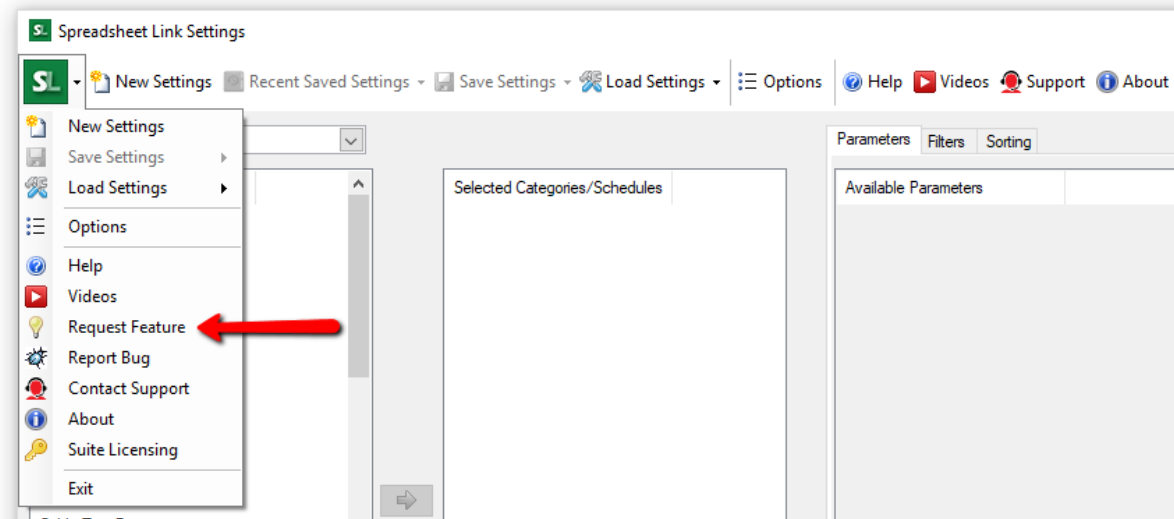 SL Spreadsheet Link Settings
SL New Settings Recent Saved Settings Save Settings Load Settings Options Help Videos Support About
New Settings
Save Settings
Load Settings
Options
Help
Videos
Request Feature
Report Bug
Contact Support
About
Suite Licensing
Exit
Selected Categories/Schedules
Parameters Filters Sorting
Available Parameters